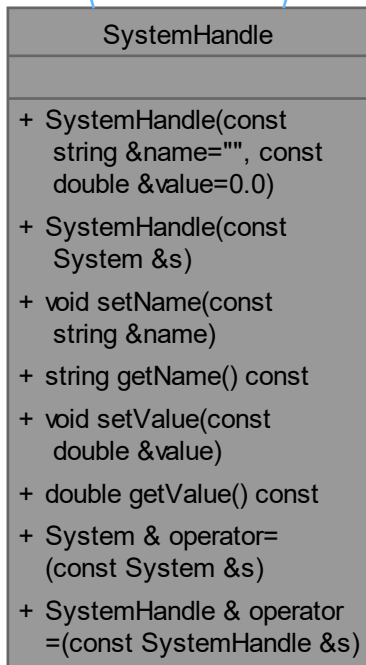 SystemHandle
+ SystemHandle(const
string &name="", const
double &value=0.0)
+ SystemHandle(const
System &s)
+ void setName(const
string &name)
+ string getName() const
+ void setValue(const
double &value)
+ double getValue() const
+ System & operator=
(const System &s)
+ SystemHandle & operator
=(const SystemHandle &s)